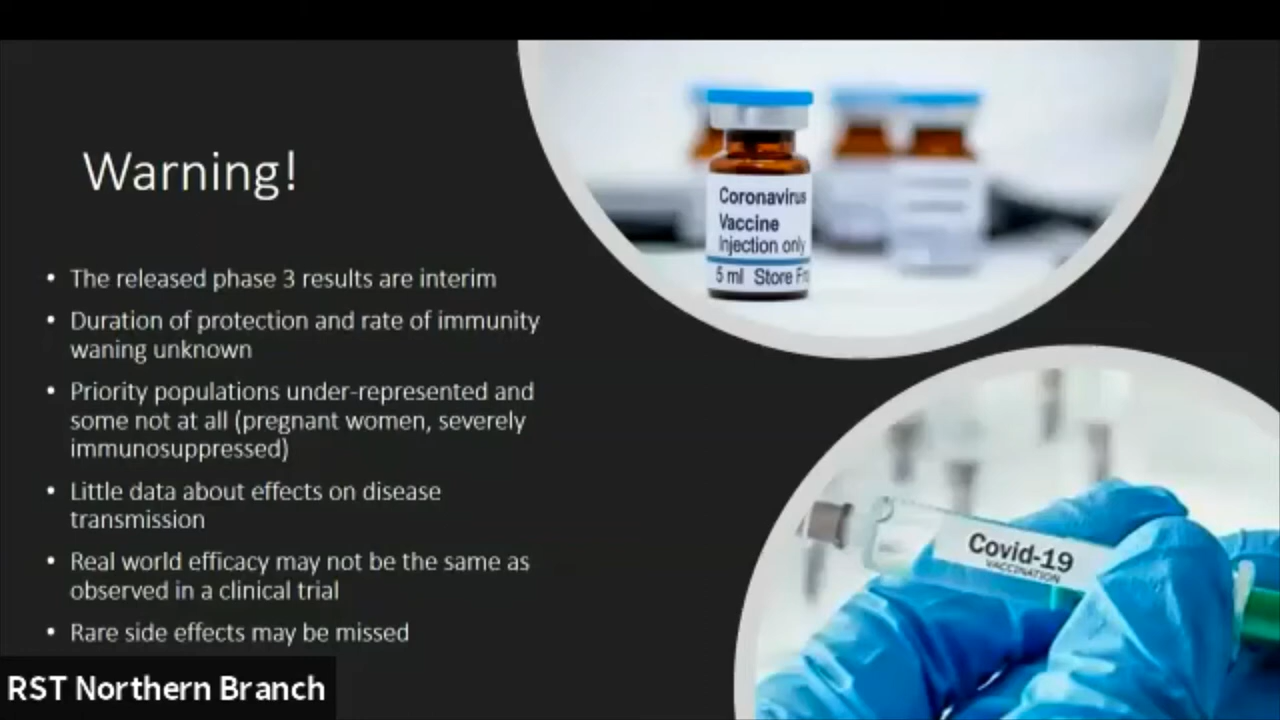 Warning!
• The released phase 3 results are interim
• Duration of protection and rate of immunity
waning unknown
• Priority populations under-represented and
some not at all (pregnant women, severely
immunosuppressed)
• Little data about effects on disease
transmission
• Real world efficacy may not be the same as
observed in a clinical trial
• Rare side effects may be missed
Coronavirus
Vaccine
Injection only
5 ml Store
Covid-19
VACCINATION
RST Northern Branch